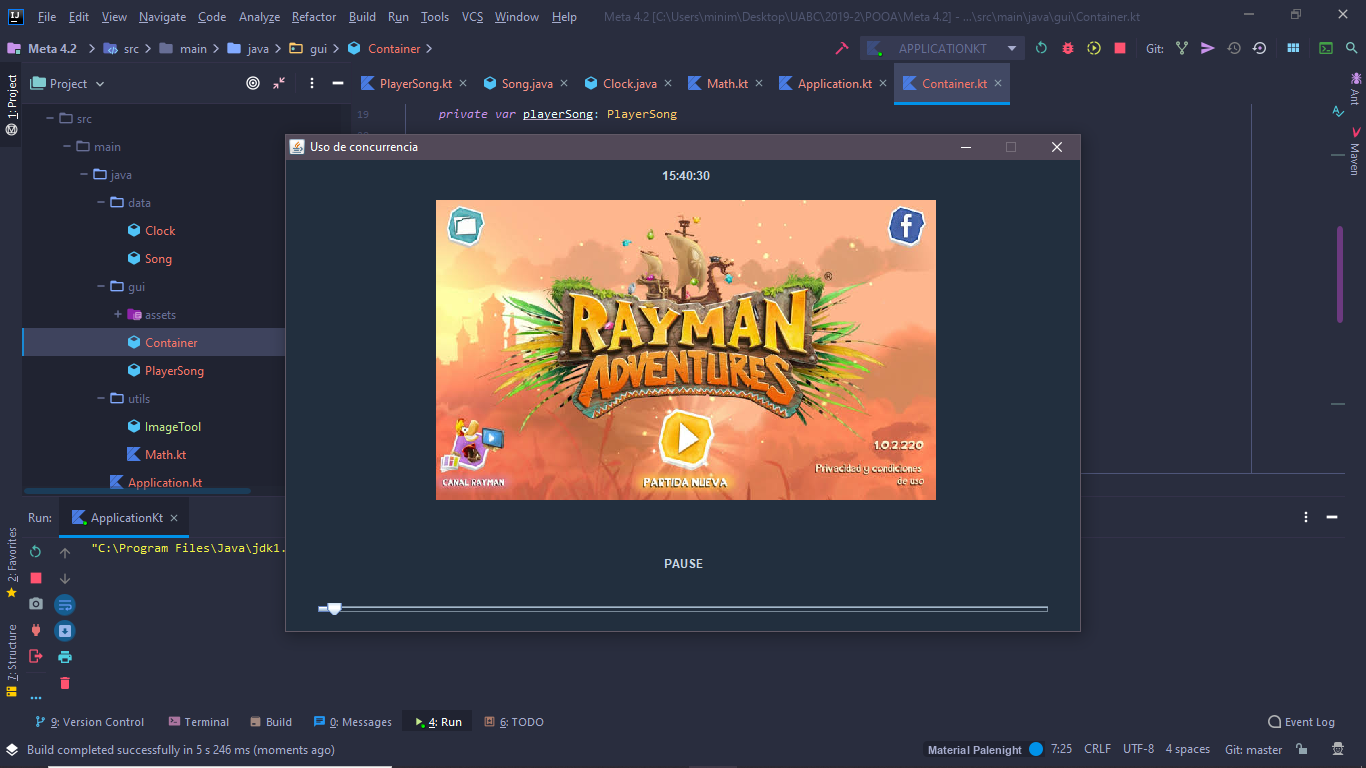 File Edit View Navigate Code Analyze Refactor Build Run Tools VCS Window Help Meta 4.2 [C:\Users\minim\Desktop\UABC\2019-2\POOA\Meta 4.2] - ...\src\main\java\gui\Container.kt
Meta 4.2 src main java gui Container APPLICATIONKT Git:
Project PlayerSong.kt Song.java Clock.java Math.kt Application.kt Container.kt
1: Project
Ant
Maven
19 private var playerSong: PlayerSong
src
main
java
data
Clock
Song
gui
assets
Container
PlayerSong
utils
ImageTool
Math.kt
Application.kt
Uso de concurrencia
15:40:30
f
RAYMAN
®
ADVENTURES
1.0.2.220
Privacidad y condiciones
de uso
CANAL RAYMAN
PARTIDA NUEVA
PAUSE
Run: ApplicationKt
"C:\Program Files\Java\jdk1.
2: Favorites
7: Structure
9: Version Control Terminal Build 0: Messages 4: Run 6: TODO Event Log
Build completed successfully in 5 s 246 ms (moments ago) Material Palenight 7:25 CRLF UTF-8 4 spaces Git: master